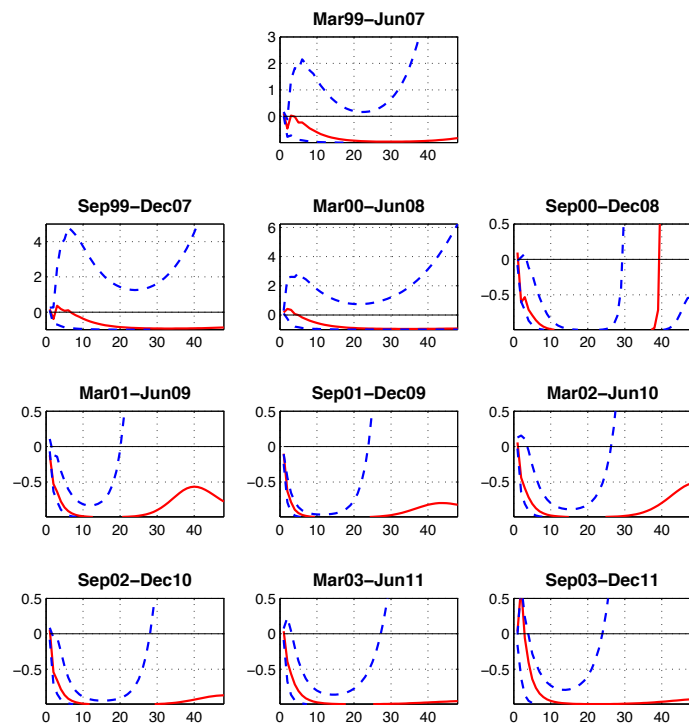 Mar99−Jun07
3
2
1
0
0 10 20 30 40
Sep99−Dec07 Mar00−Jun08 Sep00−Dec08
4 6 0.5
2 4 0
0 2 −0.5
0
0 10 20 30 40 0 10 20 30 40 0 10 20 30 40
Mar01−Jun09 Sep01−Dec09 Mar02−Jun10
0.5 0.5 0.5
0 0 0
−0.5 −0.5 −0.5
0 10 20 30 40 0 10 20 30 40 0 10 20 30 40
Sep02−Dec10 Mar03−Jun11 Sep03−Dec11
0.5 0.5 0.5
0 0 0
−0.5 −0.5 −0.5
0 10 20 30 40 0 10 20 30 40 0 10 20 30 40